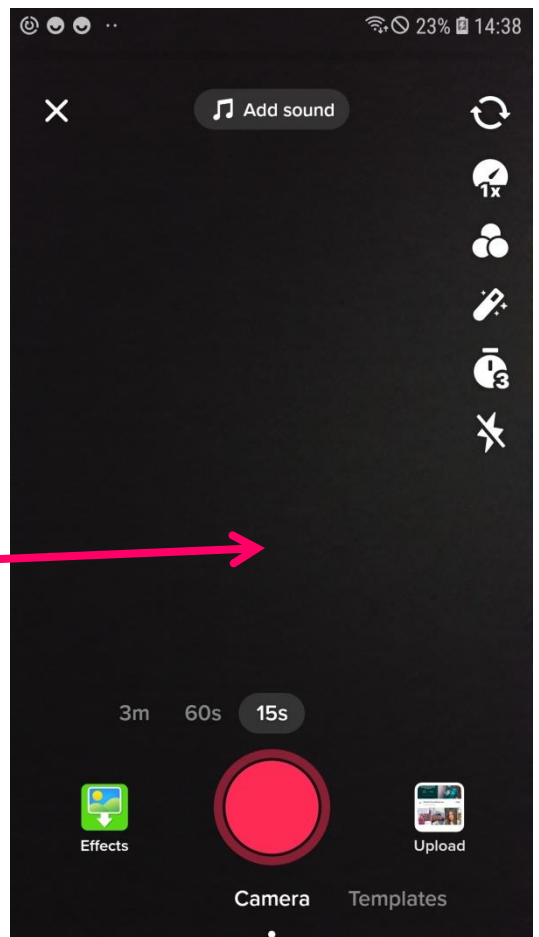 23% 14:38
Add sound
1x
3
3m 60s 15s
Effects
Upload
Camera Templates